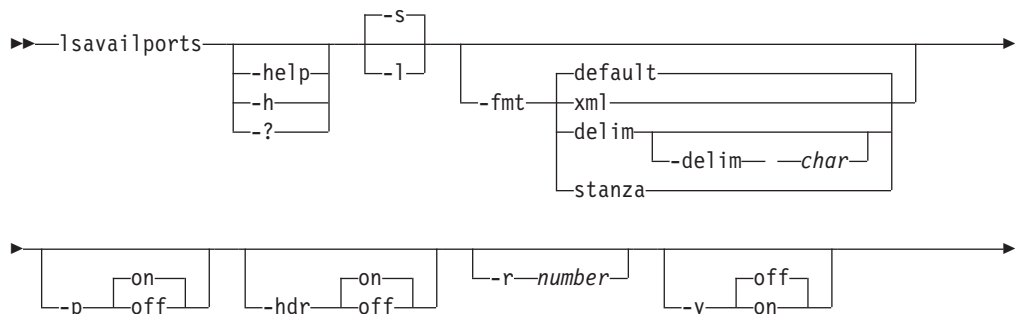 -s
lsavailports
-help
-l
default
-h
-fmt
xml
-?
delim
-delim char
stanza
on
on
off
-p
off
-hdr
off
-r number
-v
on